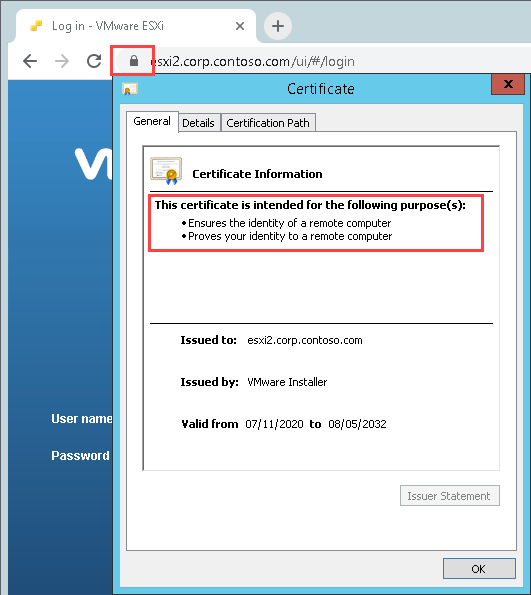 Log in - VMware ESXi
esxi2.corp.contoso.com/ui/#/login
Certificate
General
Details
Certification Path
Certificate Information
This certificate is intended for the following purpose(s):
•Ensures the identity of a remote computer
•Proves your identity to a remote computer
Issued to: esxi2.corp.contoso.com
Issued by: VMware Installer
Valid from 07/11/2020 to 08/05/2032
User name
Password
Issuer Statement
OK